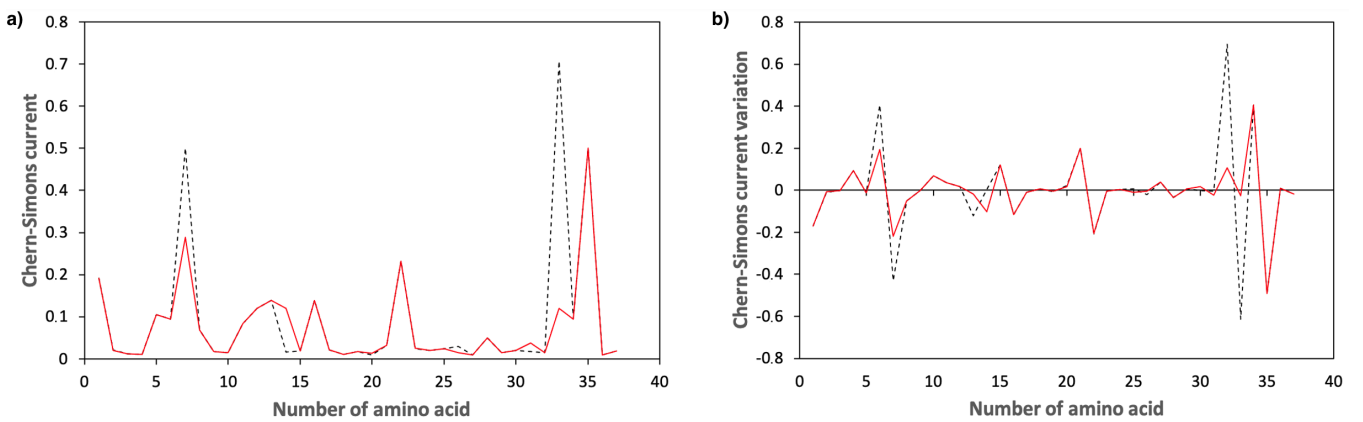 a)
Chern-Simons current
0.8
0.7
0.6
0.5
0.4
0.3
0.2
0.1
0
0 5 10 15 20 25 30 35 40
Number of amino acid
b)
Chern-Simons current variation
0.8
0.6
0.4
0.2
0
-0.2
-0.4
-0.6
-0.8
0 5 10 15 20 25 30 35 40
Number of amino acid